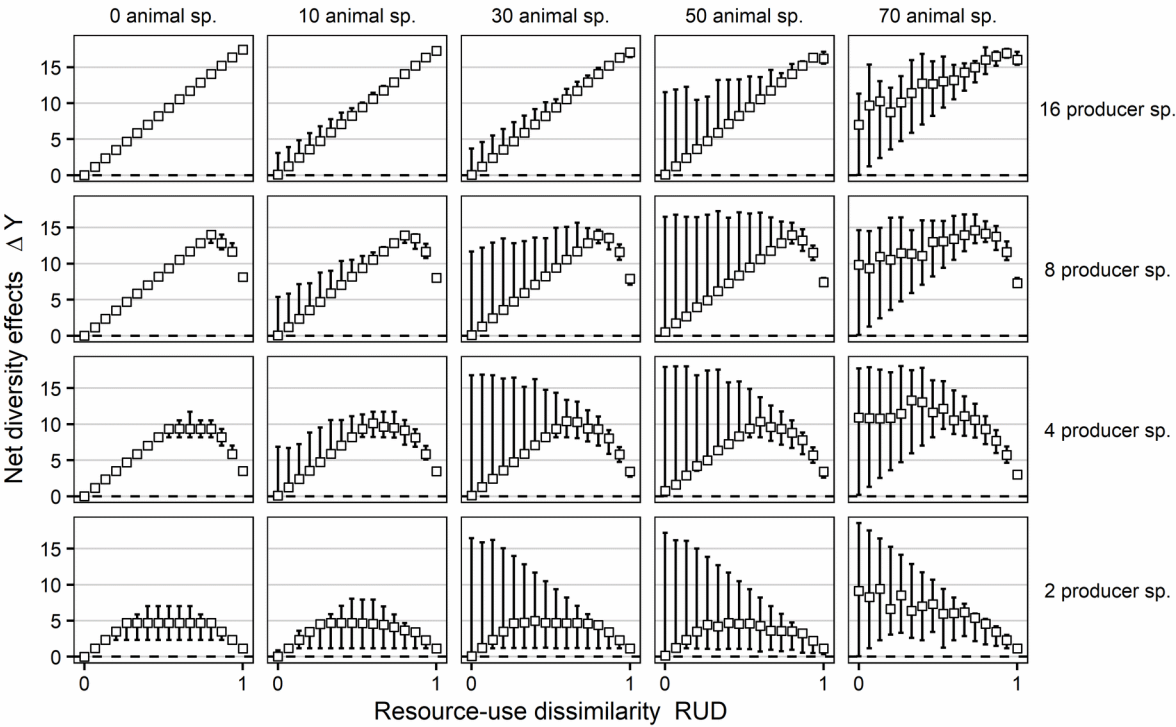 0 animal sp. 10 animal sp. 30 animal sp. 50 animal sp. 70 animal sp.
Net diversity effects Δ Y
15
10
5
0
16 producer sp.
15
10
5
0
8 producer sp.
15
10
5
0
4 producer sp.
15
10
5
0
2 producer sp.
0 1 0 1 0 1 0 1 0 1
Resource-use dissimilarity RUD